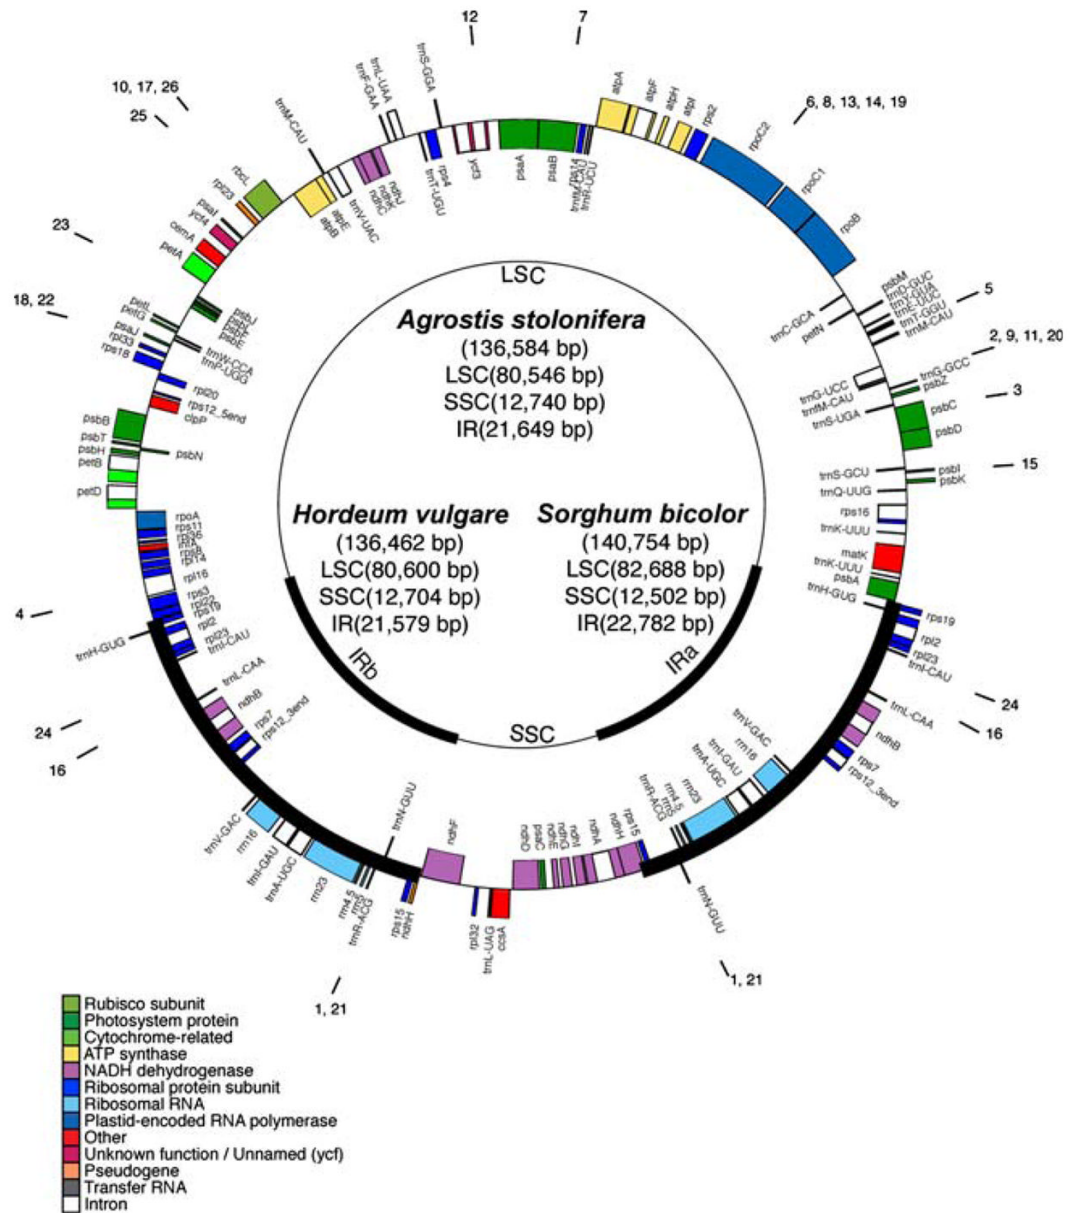 12
7
10, 17, 26
25
6, 8, 13, 14, 19
23
18, 22
5
2, 9, 11, 20
3
15
4
24
16
24
16
1, 21
1, 21
trnS-GGA
trnL-UAA
trnF-GAA
trnM-CAU
rbcL
rpl23
psaI
ycf4
cemA
petA
petL
petG
psaJ
rpl33
rps18
psbB
psbT
psbH
petB
petD
trnH-GUG
atpA
atpF
atpH
atpI
rps2
rpoC2
rpoC1
rpoB
psbM
trnD-GUC
trnY-GUA
trnE-UUC
trnT-GGU
trnM-CAU
trnG-GCC
psbZ
psbC
psbD
psbI
psbK
rps19
rpl2
rpl23
trnI-CAU
trnL-CAA
ndhB
rps7
rps12_3end
trnN-GUU
psaA
psaB
rps14
trnfM-CAU
trnR-UCU
ycf3
rps4
trnT-UGU
ndhJ
ndhK
ndhC
trnV-UAC
atpE
atpB
psbJ
psbL
psbE
trnW-CCA
trnP-UGG
rpl20
rps12_5end
clpP
psbN
rpoA
rps11
rpl36
infA
rps8
rpl14
rpl16
rps3
rpl22
rps19
rpl2
rpl23
trnI-CAU
trnL-CAA
ndhB
rps7
rps12_3end
trnN-GUU
trnC-GCA
petN
trnG-UCC
trnfM-CAU
trnS-UGA
trnS-GCU
trnQ-UUG
rps16
trnK-UUU
matK
trnK-UUU
psbA
trnH-GUG
trnV-GAC
rrn16
trnI-GAU
trnA-UGC
rrn23
rrn4.5
rrn5
trnR-ACG
rps15
ndhH
ndhA
ndhI
ndhG
ndhE
psaC
ndhD
ndhF
trnV-GAC
rrn16
trnI-GAU
trnA-UGC
rrn23
rrn4.5
rrn5
trnR-ACG
rps15
ndhH
rpl32
trnL-UAG
ccsA
LSC
Agrostis stolonifera
(136,584 bp)
LSC(80,546 bp)
SSC(12,740 bp)
IR(21,649 bp)
Hordeum vulgare
(136,462 bp)
LSC(80,600 bp)
SSC(12,704 bp)
IR(21,579 bp)
Sorghum bicolor
(140,754 bp)
LSC(82,688 bp)
SSC(12,502 bp)
IR(22,782 bp)
IRb
IRa
SSC
Rubisco subunit
Photosystem protein
Cytochrome-related
ATP synthase
NADH dehydrogenase
Ribosomal protein subunit
Ribosomal RNA
Plastid-encoded RNA polymerase
Other
Unknown function / Unnamed (ycf)
Pseudogene
Transfer RNA
Intron